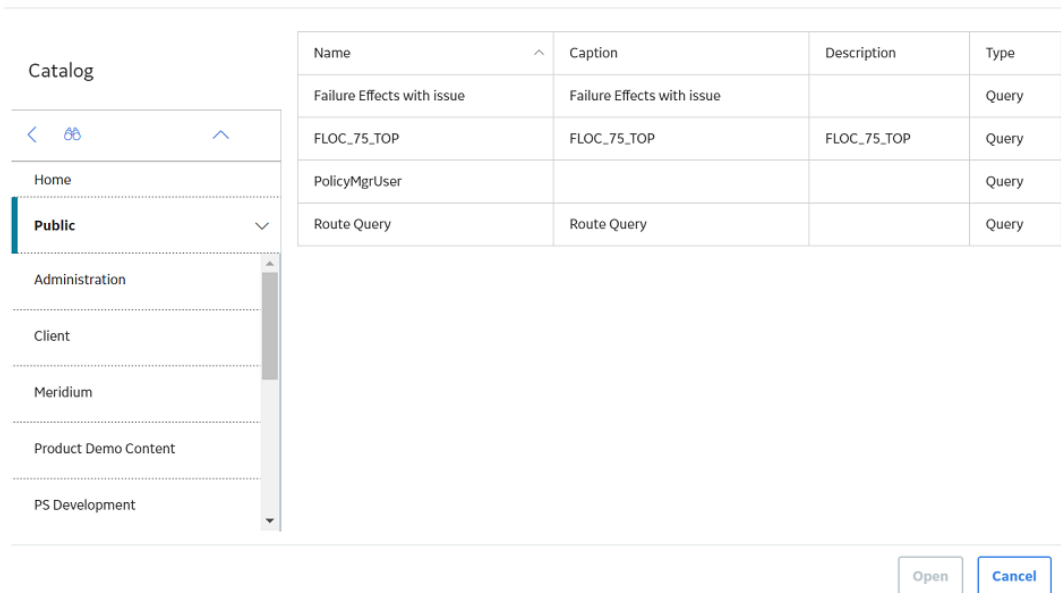 Catalog
Home
Public
Administration
Client
Meridium
Product Demo Content
PS Development
Name Caption Description Type
Failure Effects with issue Failure Effects with issue Query
FLOC_75_TOP FLOC_75_TOP FLOC_75_TOP Query
PolicyMgrUser Query
Route Query Route Query Query
Open Cancel